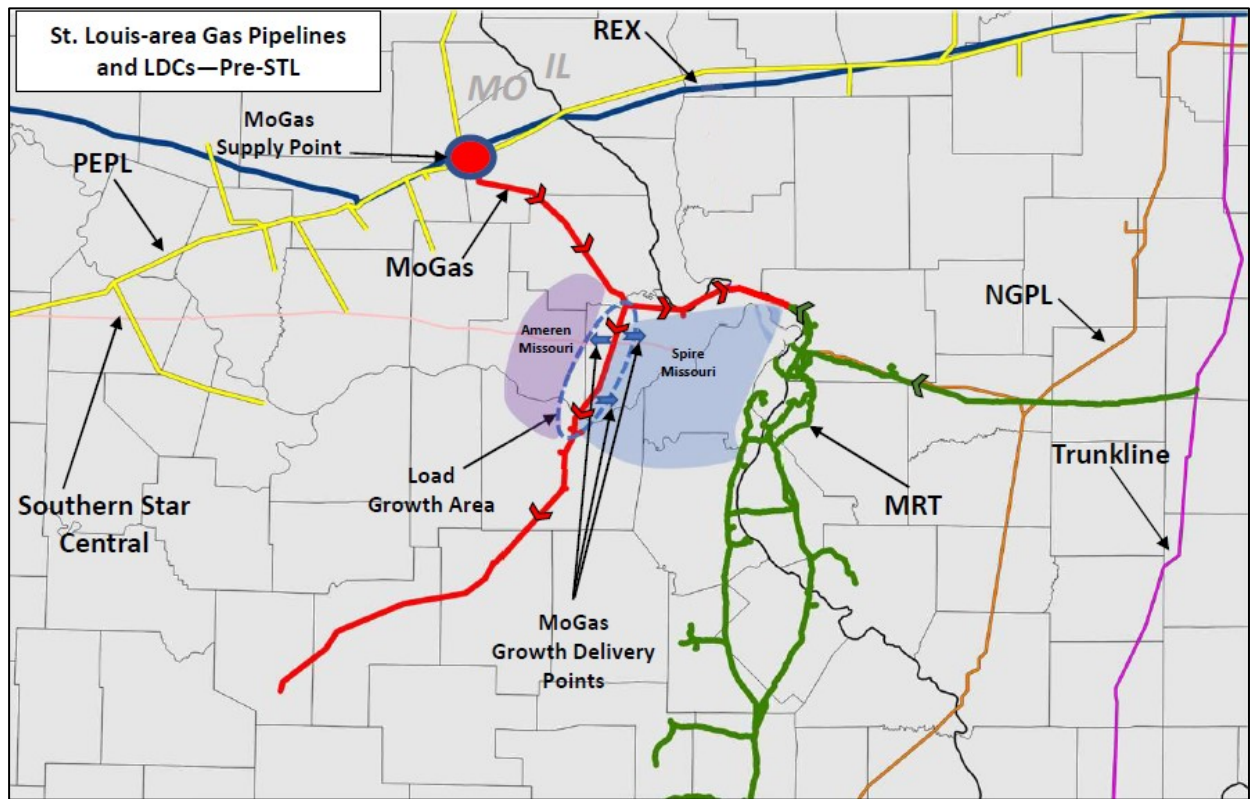 St. Louis-area Gas Pipelines
and LDCs—Pre-STL
REX
IL
MO
MoGas
Supply Point
PEPL
MoGas
NGPL
Ameren
Missouri
Spire
Missouri
Load
Growth Area
Trunkline
Southern Star
Central
MRT
MoGas
Growth Delivery
Points